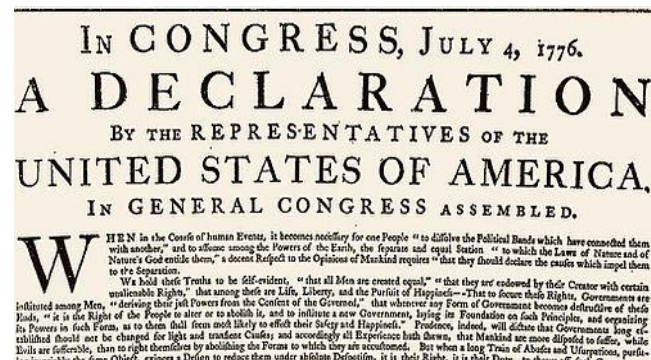 IN CONGRESS, JULY 4, 1776.
A DECLARATION
BY THE REPRESENTATIVES OF THE
UNITED STATES OF AMERICA,
IN GENERAL CONGRESS ASSEMBLED.
WHEN in the Course of human Events, it becomes necessary for one People “ to dissolve the Political Bands which have connected them
with another,” and to assume among the Powers of the Earth, the separate and equal Station “ to which the Laws of Nature and of
Nature's God entitle them,” a decent Respect to the Opinions of Mankind requires “ that they should declare the causes which impel them
to the Separation.
We hold these Truths to be self-evident, “ that all Men are created equal,” “ that they are endowed by their Creator with certain
unalienable Rights,” that among these are Life, Liberty, and the Pursuit of Happiness—-That to secure these Rights, Governments are
instituted among Men, “ deriving their just Powers from the Consent of the Governed,” that whenever any Form of Government becomes destructive of these
Ends, “ it is the Right of the People to alter or to abolish it, and to institute a new Government, laying its Foundation on such Principles, and organizing
its Powers in such Form, as to them shall seem most likely to effect their Safety and Happiness.” Prudence, indeed, will dictate that Governments long es-
tablished should not be changed for light and transient Causes; and accordingly all Experience hath shewn, that Mankind are more disposed to suffer, while
Evils are sufferable, than to right themselves by abolishing the Forms to which they are accustomed. But when a long Train of Abuses and Usurpations, pursu-
the same Object, evinces a Design to reduce them under absolute Despotism, it is their Right, it is their